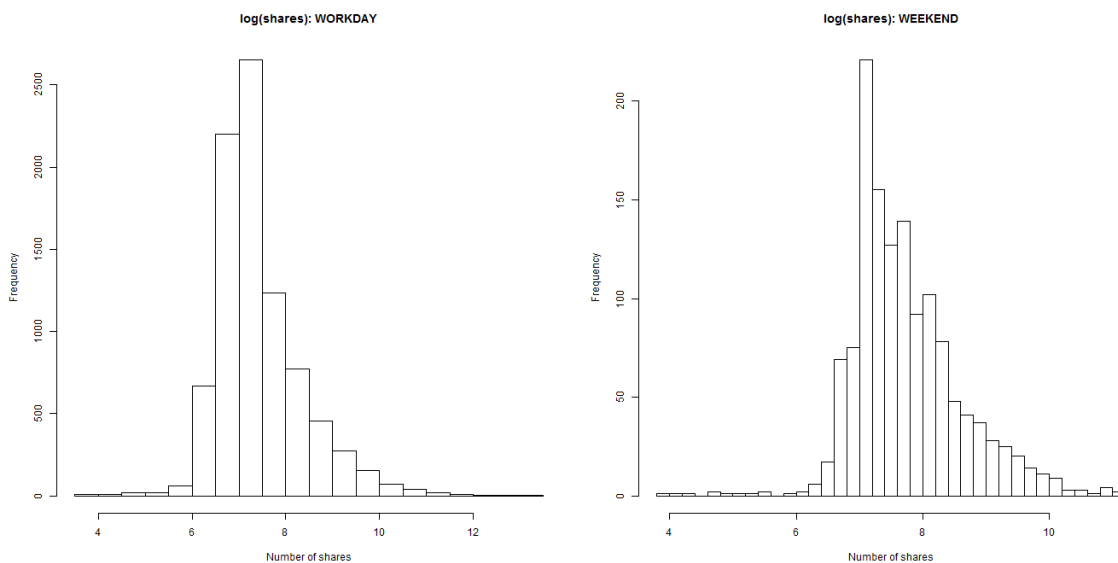 log(shares): WORKDAY
Frequency
2500
2000
1500
1000
500
0
4 6 8 10 12
Number of shares
log(shares): WEEKEND
Frequency
200
150
100
50
0
4 6 8 10
Number of shares